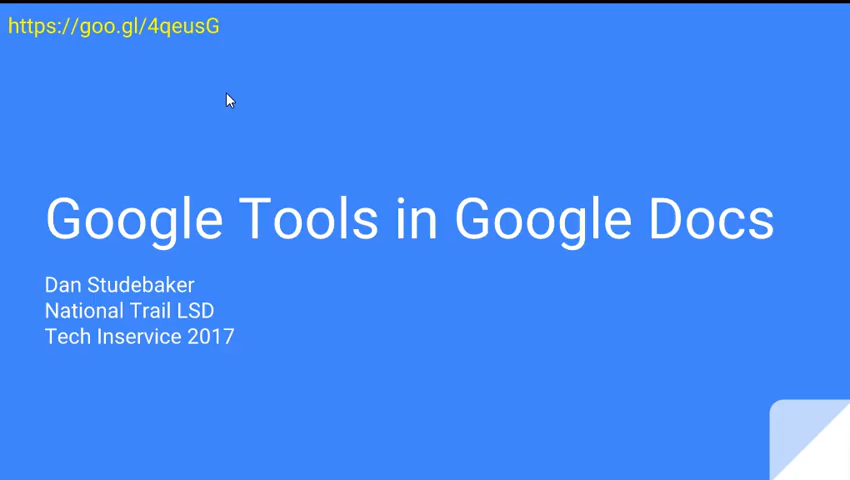 https://goo.gl/4qeusG
Google Tools in Google Docs
Dan Studebaker
National Trail LSD
Tech Inservice 2017